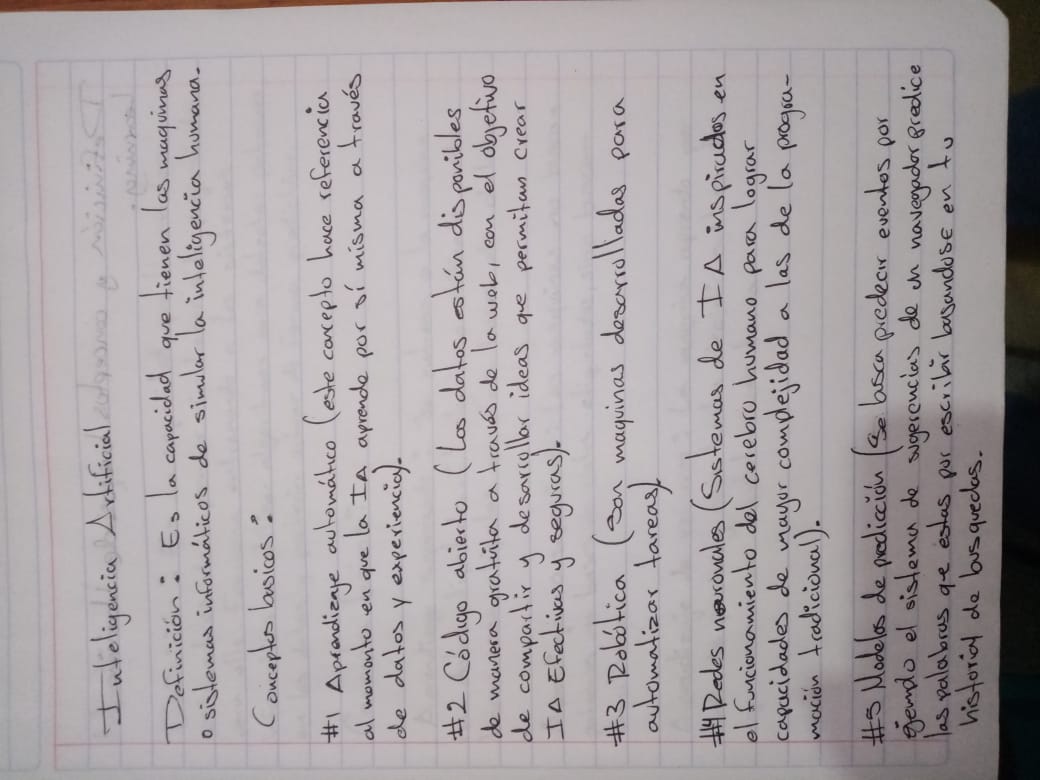 Inteligencia Artificial
Definición: Es la capacidad que tienen las maquinas
o sistemas informáticos de simular la inteligencia humana.
Conceptos basicos:
#1 Aprendizaje automático (este concepto hace referencia
al momento en que la IA aprende por sí misma a través
de datos y experiencia).
#2 Código abierto (Los datos están disponibles
de manera gratuita a través de la web, con el objetivo
de compartir y desarrollar ideas que permitan crear
IA Efectivas y seguras).
#3 Robótica (Son maquinas desarrolladas para
automatizar tareas)
#4 Redes neuronales (Sistemas de IA inspirados en
el funcionamiento del cerebro humano para lograr
capacidades de mayor complejidad a las de la progra-
mación tradicional).
#5 Modelos de predicción (Se busca predecir eventos por
ejemdo el sistema de sugerencias de un navegador predice
las palabras que estas por escribir basandose en tu
historial de busquedas.